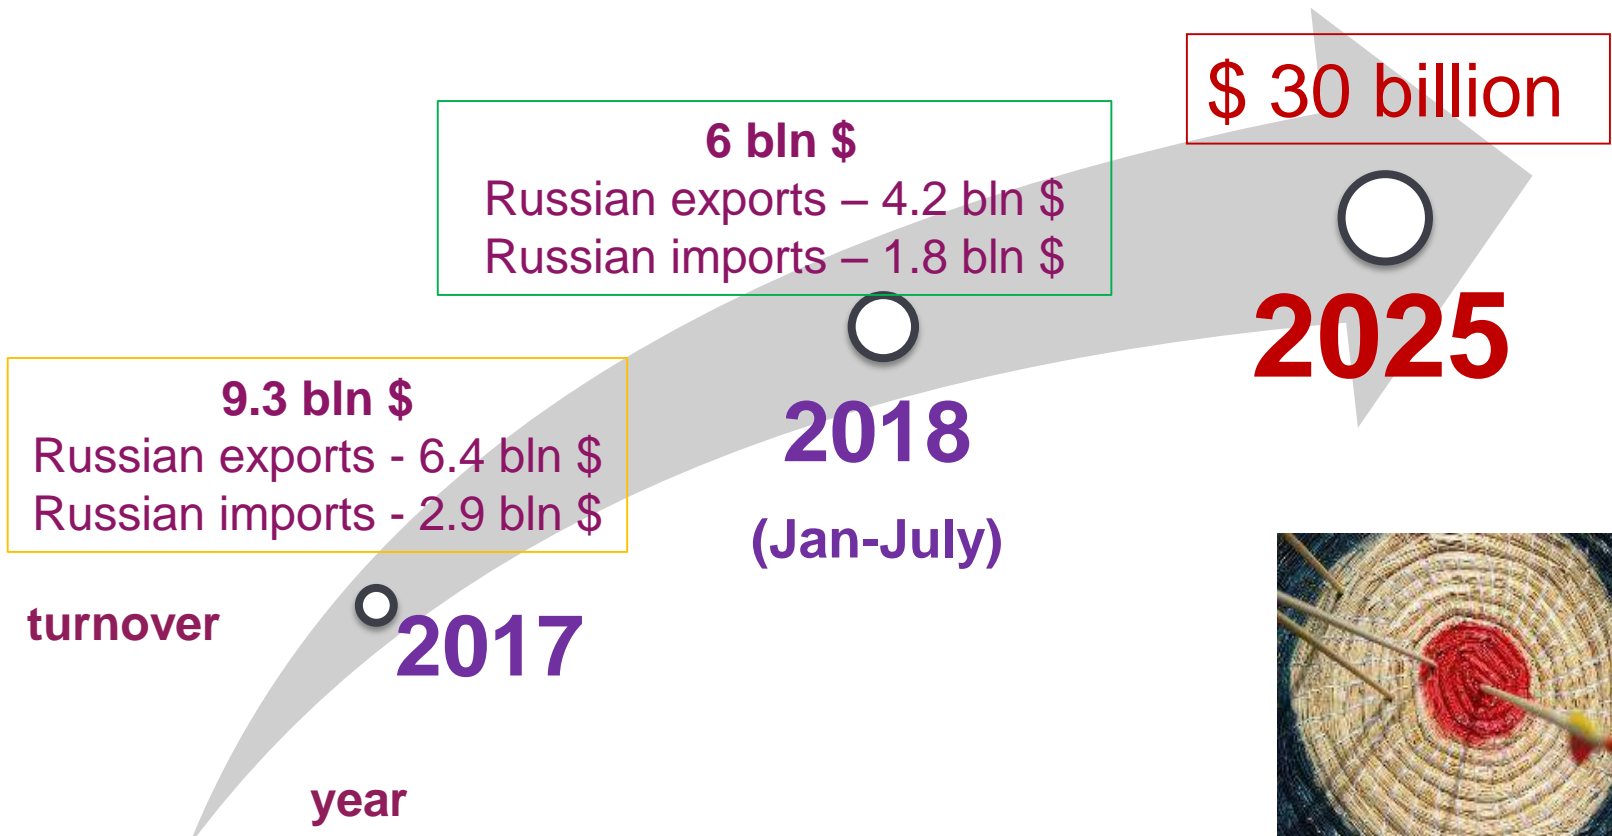 $ 30 billion
6 bln $
Russian exports – 4.2 bln $
Russian imports – 1.8 bln $
2025
9.3 bln $
Russian exports - 6.4 bln $
Russian imports - 2.9 bln $
2018
(Jan-July)
turnover
2017
year